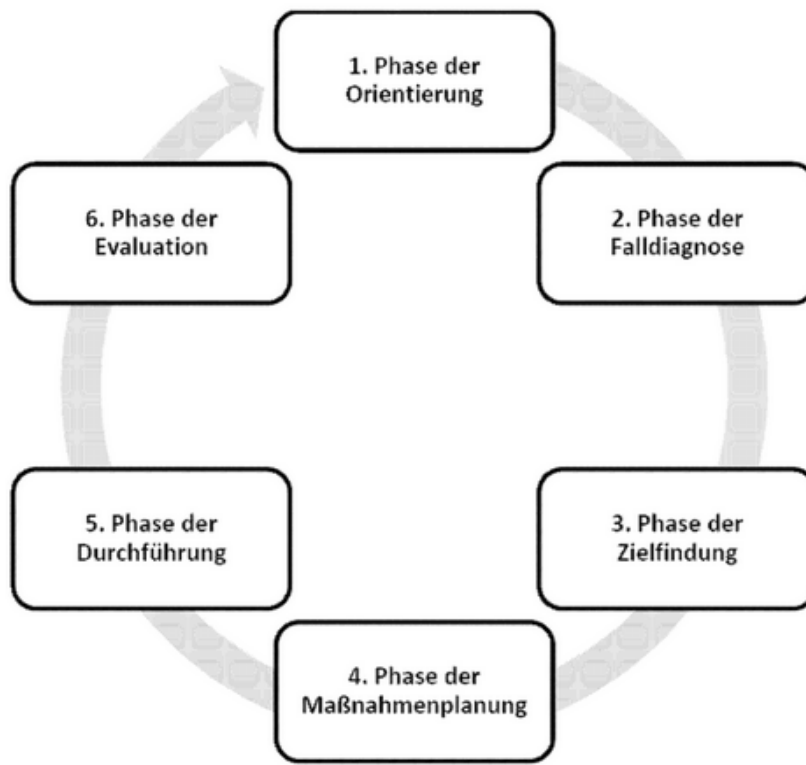 1. Phase der
Orientierung
2. Phase der
Falldiagnose
3. Phase der
Zielfindung
4. Phase der
Maßnahmenplanung
5. Phase der
Durchführung
6. Phase der
Evaluation